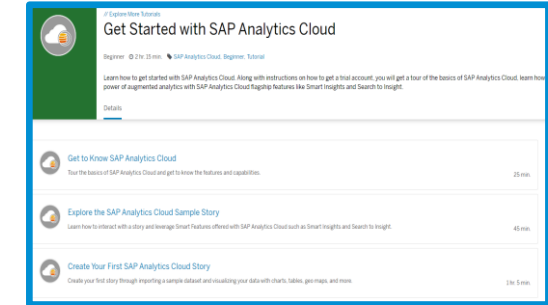 // Explore More Tutorials
Get Started with SAP Analytics Cloud
Beginner 2 hr. 15 min. SAP Analytics Cloud, Beginner, Tutorial
Learn how to get started with SAP Analytics Cloud. Along with instructions on how to get a trial account, you will get a tour of the basics of SAP Analytics Cloud, learn how
power of augmented analytics with SAP Analytics Cloud flagship features like Smart Insights and Search to Insight.
Details
Get to Know SAP Analytics Cloud
Tour the basics of SAP Analytics Cloud and get to know the features and capabilities.
25 min.
Explore the SAP Analytics Cloud Sample Story
Learn how to interact with a story and leverage Smart Features offered with SAP Analytics Cloud such as Smart Insights and Search to Insight.
45 min.
Create Your First SAP Analytics Cloud Story
Create your first story through importing a sample dataset and visualizing your data with charts, tables, geo maps, and more.
1 hr. 5 min.